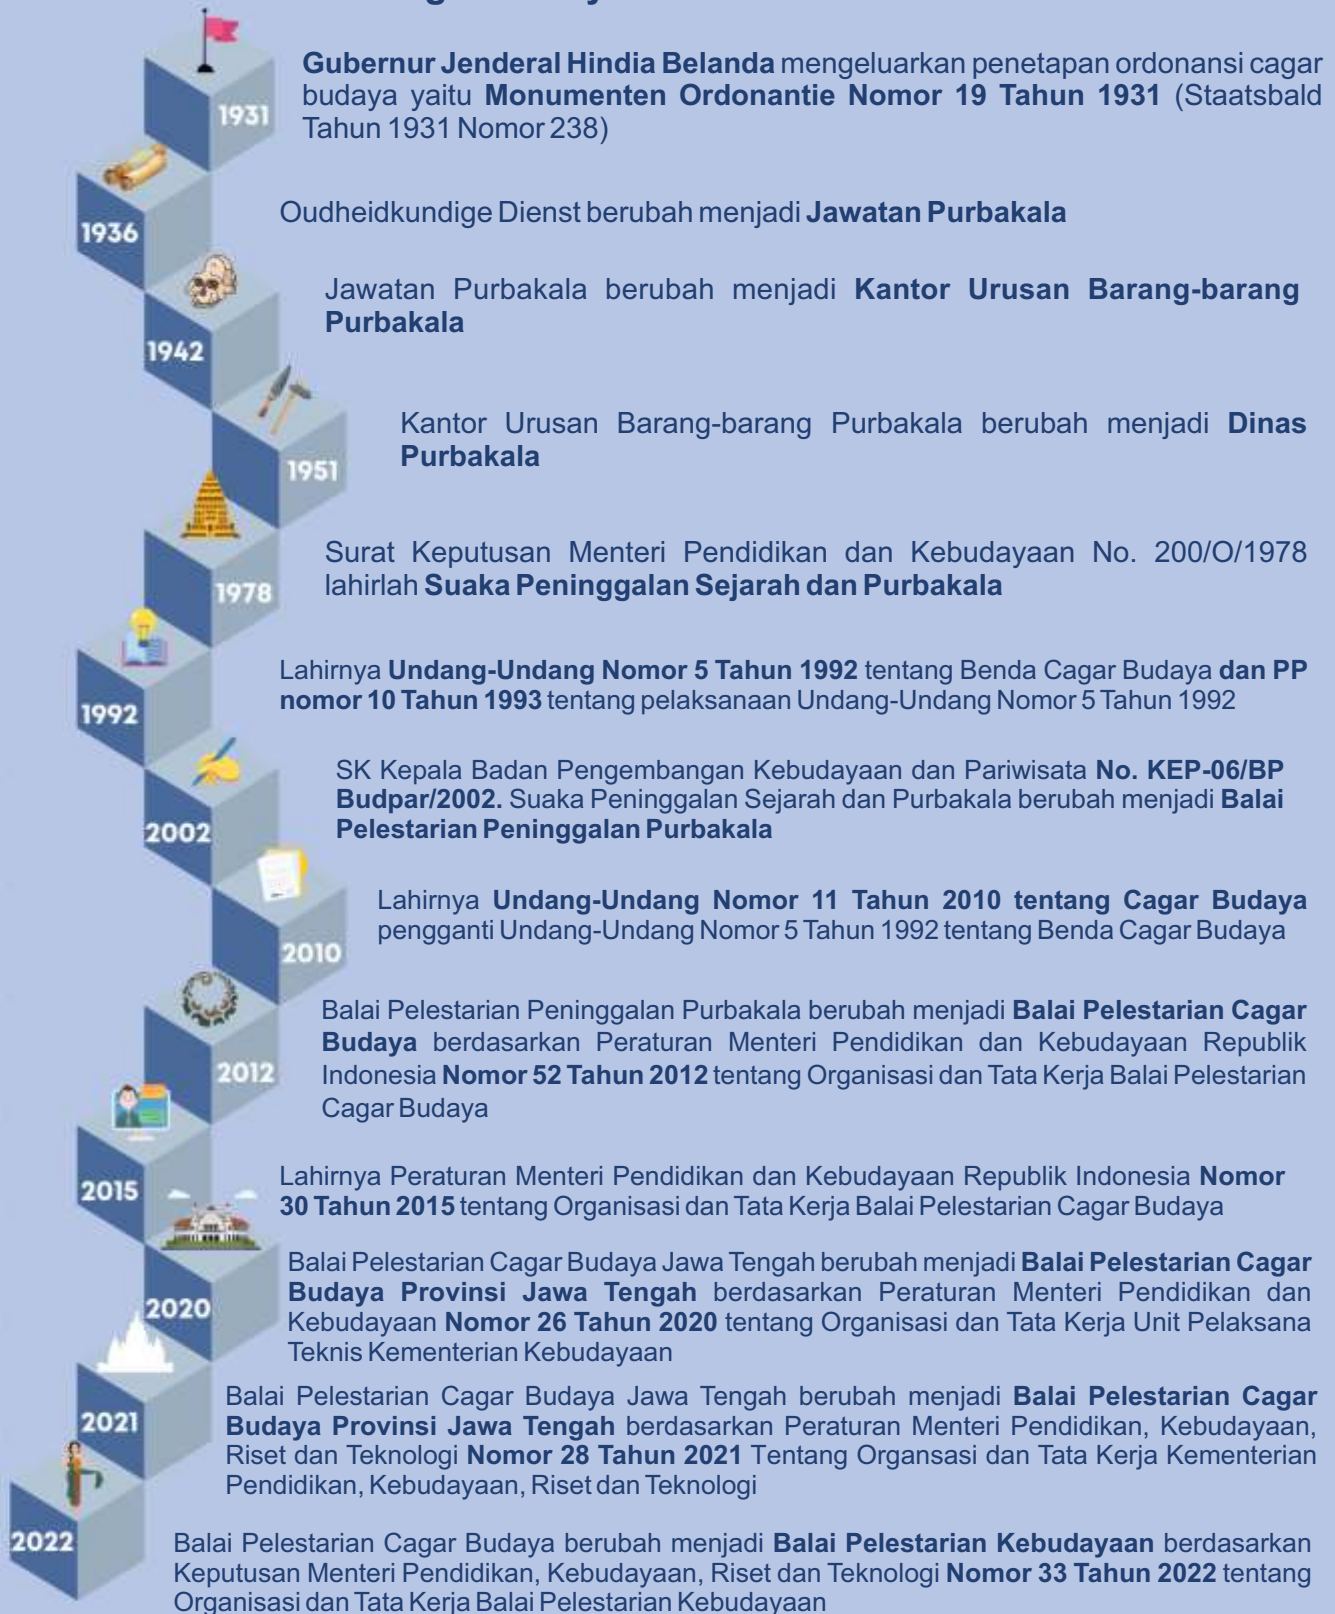 1931
Gubernur Jenderal Hindia Belanda mengeluarkan penetapan ordonansi cagar
budaya yaitu Monumenten Ordonantie Nomor 19 Tahun 1931 (Staatsbald
Tahun 1931 Nomor 238)
1936
Oudheidkundige Dienst berubah menjadi Jawatan Purbakala
1942
Jawatan Purbakala berubah menjadi Kantor Urusan Barang-barang
Purbakala
1951
Kantor Urusan Barang-barang Purbakala berubah menjadi Dinas
Purbakala
1978
Surat Keputusan Menteri Pendidikan dan Kebudayaan No. 200/O/1978
lahirlah Suaka Peninggalan Sejarah dan Purbakala
1992
Lahirnya Undang-Undang Nomor 5 Tahun 1992 tentang Benda Cagar Budaya dan PP
nomor 10 Tahun 1993 tentang pelaksanaan Undang-Undang Nomor 5 Tahun 1992
2002
SK Kepala Badan Pengembangan Kebudayaan dan Pariwisata No. KEP-06/BP
Budpar/2002. Suaka Peninggalan Sejarah dan Purbakala berubah menjadi Balai
Pelestarian Peninggalan Purbakala
2010
Lahirnya Undang-Undang Nomor 11 Tahun 2010 tentang Cagar Budaya
pengganti Undang-Undang Nomor 5 Tahun 1992 tentang Benda Cagar Budaya
2012
Balai Pelestarian Peninggalan Purbakala berubah menjadi Balai Pelestarian Cagar
Budaya berdasarkan Peraturan Menteri Pendidikan dan Kebudayaan Republik
Indonesia Nomor 52 Tahun 2012 tentang Organisasi dan Tata Kerja Balai Pelestarian
Cagar Budaya
2015
Lahirnya Peraturan Menteri Pendidikan dan Kebudayaan Republik Indonesia Nomor
30 Tahun 2015 tentang Organisasi dan Tata Kerja Balai Pelestarian Cagar Budaya
2020
Balai Pelestarian Cagar Budaya Jawa Tengah berubah menjadi Balai Pelestarian Cagar
Budaya Provinsi Jawa Tengah berdasarkan Peraturan Menteri Pendidikan dan
Kebudayaan Nomor 26 Tahun 2020 tentang Organisasi dan Tata Kerja Unit Pelaksana
Teknis Kementerian Kebudayaan
2021
Balai Pelestarian Cagar Budaya Jawa Tengah berubah menjadi Balai Pelestarian Cagar
Budaya Provinsi Jawa Tengah berdasarkan Peraturan Menteri Pendidikan, Kebudayaan,
Riset dan Teknologi Nomor 28 Tahun 2021 Tentang Organsasi dan Tata Kerja Kementerian
Pendidikan, Kebudayaan, Riset dan Teknologi
2022
Balai Pelestarian Cagar Budaya berubah menjadi Balai Pelestarian Kebudayaan berdasarkan
Keputusan Menteri Pendidikan, Kebudayaan, Riset dan Teknologi Nomor 33 Tahun 2022 tentang
Organisasi dan Tata Kerja Balai Pelestarian Kebudayaan